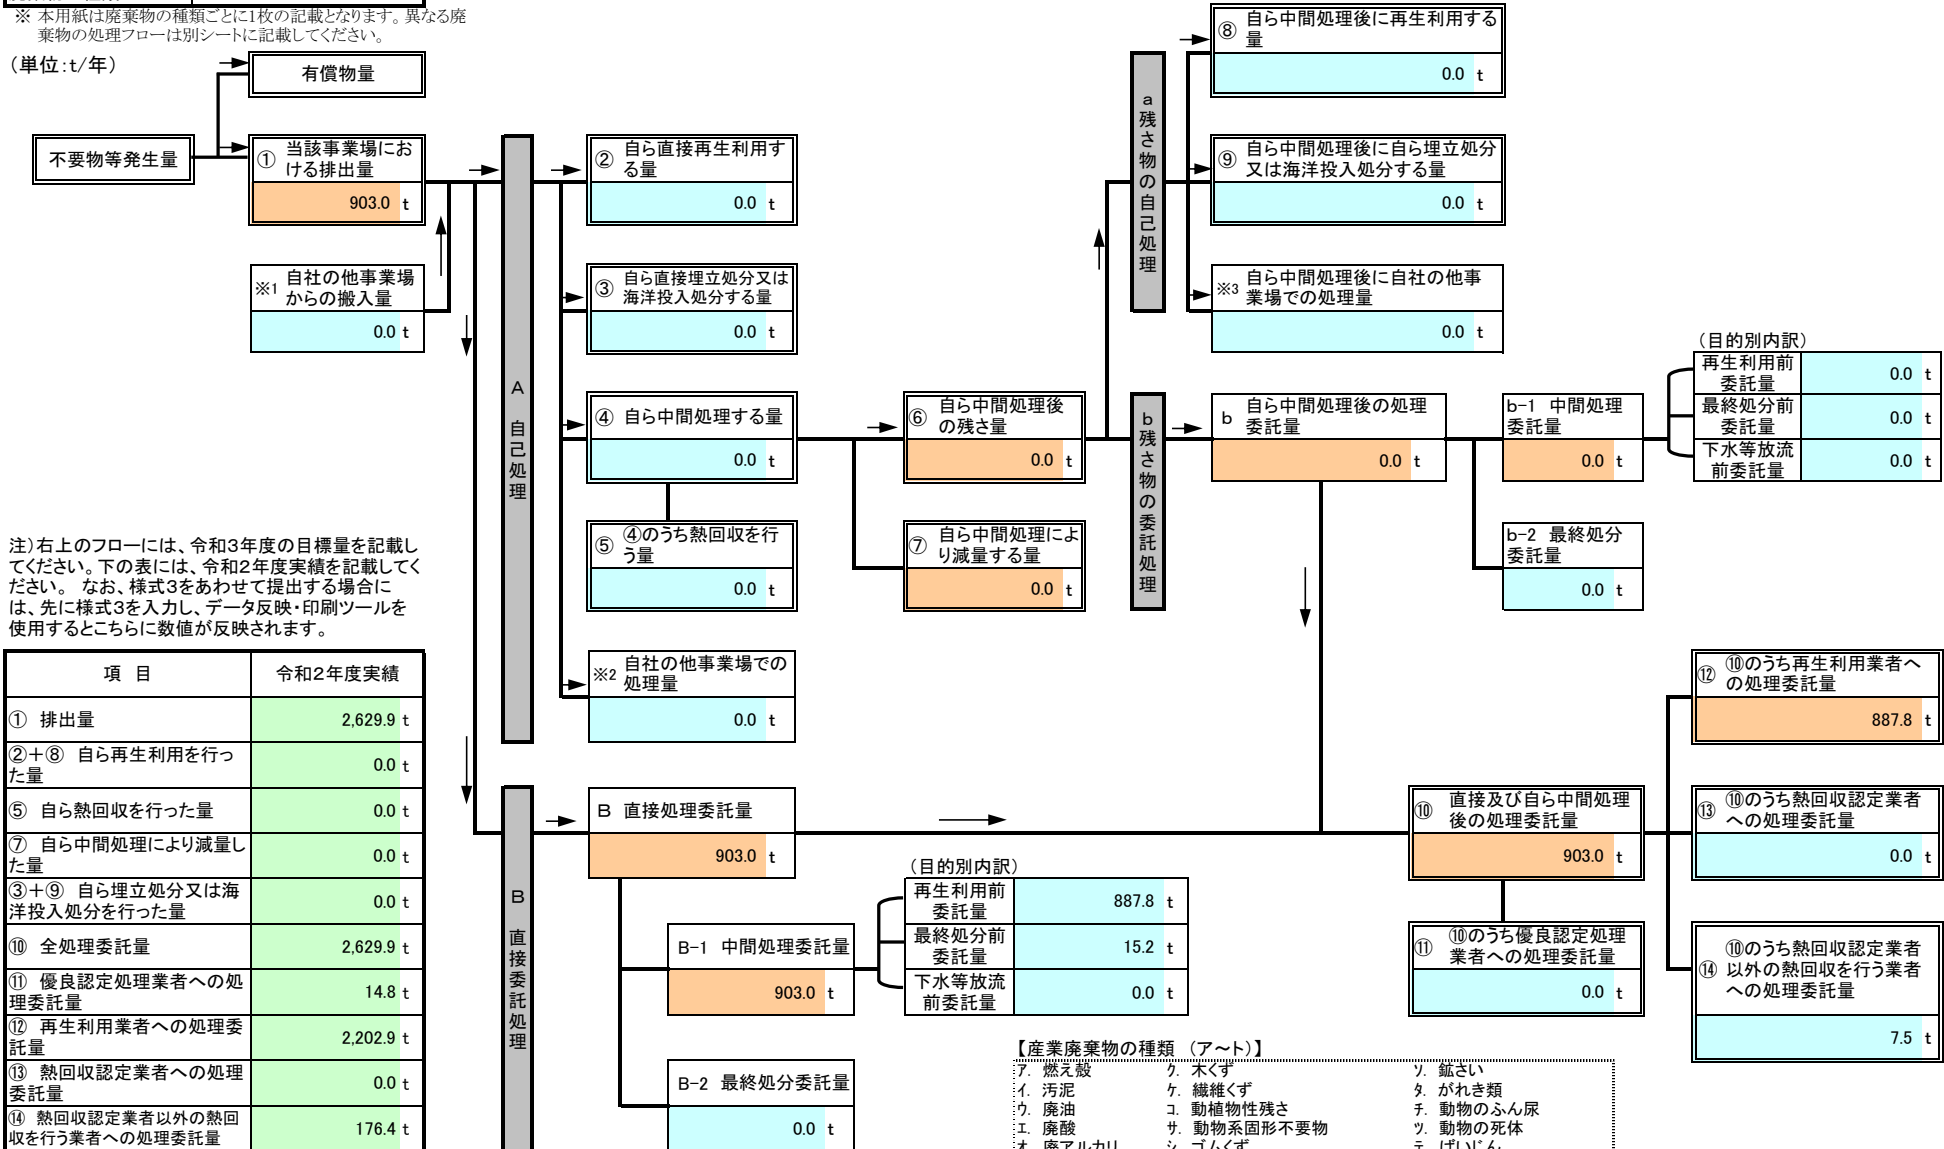 ※ 本用紙は廃棄物の種類ごとに1枚の記載となります。異なる廃
棄物の処理フローは別シートに記載してください。
（単位：t/年）
有償物量
不要物等発生量
① 当該事業場にお
ける排出量
903.0 t
※1 自社の他事業場
からの搬入量
0.0 t
A 自己処理
② 自ら直接再生利用す
る量
0.0 t
③ 自ら直接埋立処分又は
海洋投入処分する量
0.0 t
④ 自ら中間処理する量
0.0 t
⑤ ④のうち熱回収を行
う量
0.0 t
※2 自社の他事業場での
処理量
0.0 t
⑥ 自ら中間処理後
の残さ量
0.0 t
⑦ 自ら中間処理によ
り減量する量
0.0 t
a 残さ物の自己処理
⑧ 自ら中間処理後に再生利用する
量
0.0 t
⑨ 自ら中間処理後に自ら埋立処分
又は海洋投入処分する量
0.0 t
※3 自ら中間処理後に自社の他事
業場での処理量
0.0 t
b 残さ物の委託処理
b 自ら中間処理後の処理
委託量
0.0 t
b-1 中間処理
委託量
0.0 t
b-2 最終処分
委託量
0.0 t
（目的別内訳）
再生利用前
委託量
0.0 t
最終処分前
委託量
0.0 t
下水等放流
前委託量
0.0 t
注）右上のフローには、令和3年度の目標量を記載し
てください。下の表には、令和2年度実績を記載してく
ださい。 なお、様式3をあわせて提出する場合に
は、先に様式3を入力し、データ反映・印刷ツールを
使用するとこちらに数値が反映されます。
項 目 令和2年度実績
① 排出量 2,629.9 t
②＋⑧ 自ら再生利用を行っ
た量
0.0 t
⑤ 自ら熱回収を行った量 0.0 t
⑦ 自ら中間処理により減量し
た量
0.0 t
③＋⑨ 自ら埋立処分又は海
洋投入処分を行った量
0.0 t
⑩ 全処理委託量 2,629.9 t
⑪ 優良認定処理業者への処
理委託量
14.8 t
⑫ 再生利用業者への処理委
託量
2,202.9 t
⑬ 熱回収認定業者への処理
委託量
0.0 t
⑭ 熱回収認定業者以外の熱回
収を行う業者への処理委託量
176.4 t
B 直接委託処理
B 直接処理委託量
903.0 t
B-1 中間処理委託量
903.0 t
B-2 最終処分委託量
0.0 t
（目的別内訳）
再生利用前
委託量
887.8 t
最終処分前
委託量
15.2 t
下水等放流
前委託量
0.0 t
⑩ 直接及び自ら中間処理
後の処理委託量
903.0 t
⑪ ⑩のうち優良認定処理
業者への処理委託量
0.0 t
⑫ ⑩のうち再生利用業者へ
の処理委託量
887.8 t
⑬ ⑩のうち熱回収認定業者
への処理委託量
0.0 t
⑭ ⑩のうち熱回収認定業者
以外の熱回収を行う業者
への処理委託量
7.5 t
【産業廃棄物の種類 （ア～ト）】
ア. 燃え殻 ク. 木くず ソ. 鉱さい
イ. 汚泥 ケ. 繊維くず タ. がれき類
ウ. 廃油 コ. 動植物性残さ チ. 動物のふん尿
エ. 廃酸 サ. 動物系固形不要物 ツ. 動物の死体
オ. 廃アルカリ シ. ゴムくず テ. ばいじん